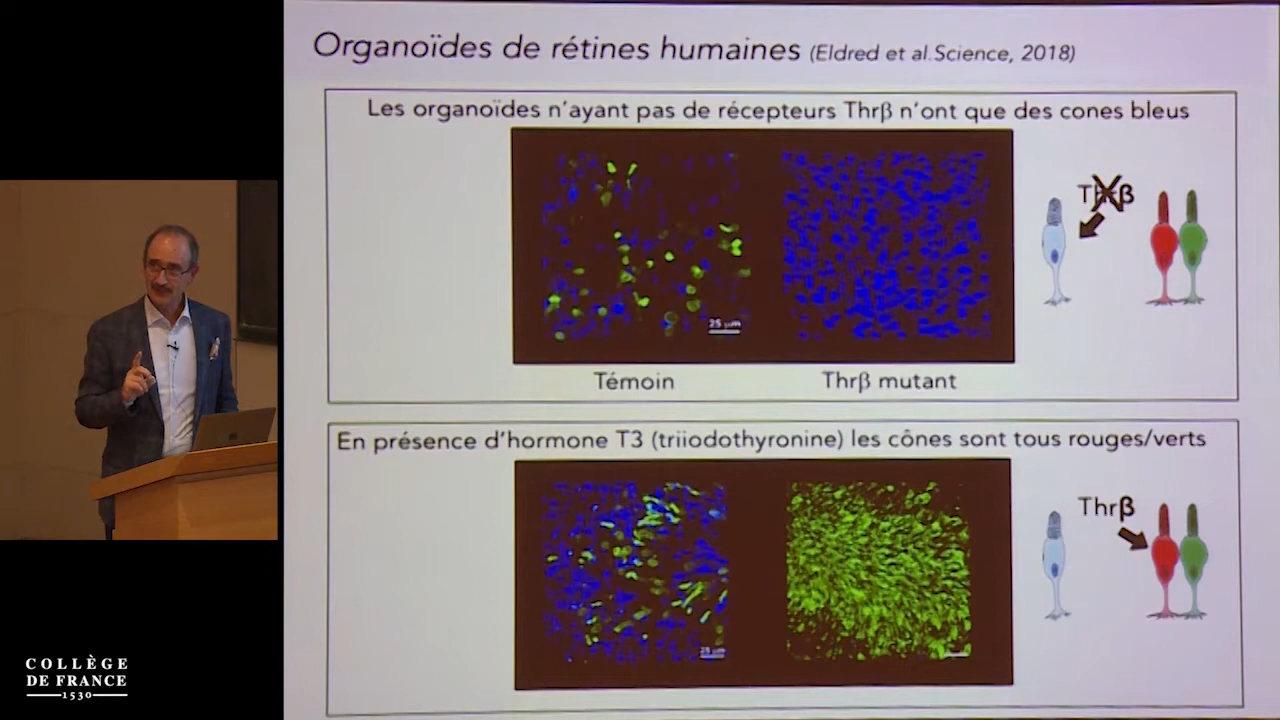 Organoïdes de rétines humaines (Eldred et al.Science, 2018)
Les organoïdes n'ayant pas de récepteurs Thrβ n'ont que des cones bleus
Thrβ
25 µm
Témoin
Thrβ mutant
En présence d'hormone T3 (triiodothyronine) les cônes sont tous rouges/verts
Thrβ
25 µm
COLLÈGE
DE FRANCE
1530